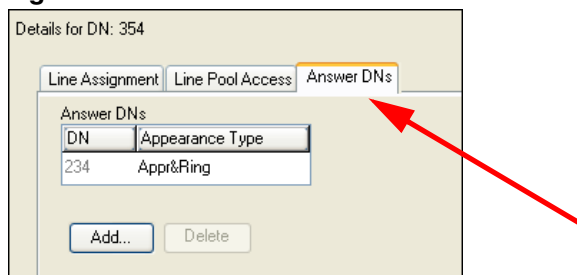 Details for DN: 354
Line Assignment Line Pool Access Answer DNs
Answer DNs
DN Appearance Type
234 Appr&Ring
Add... Delete